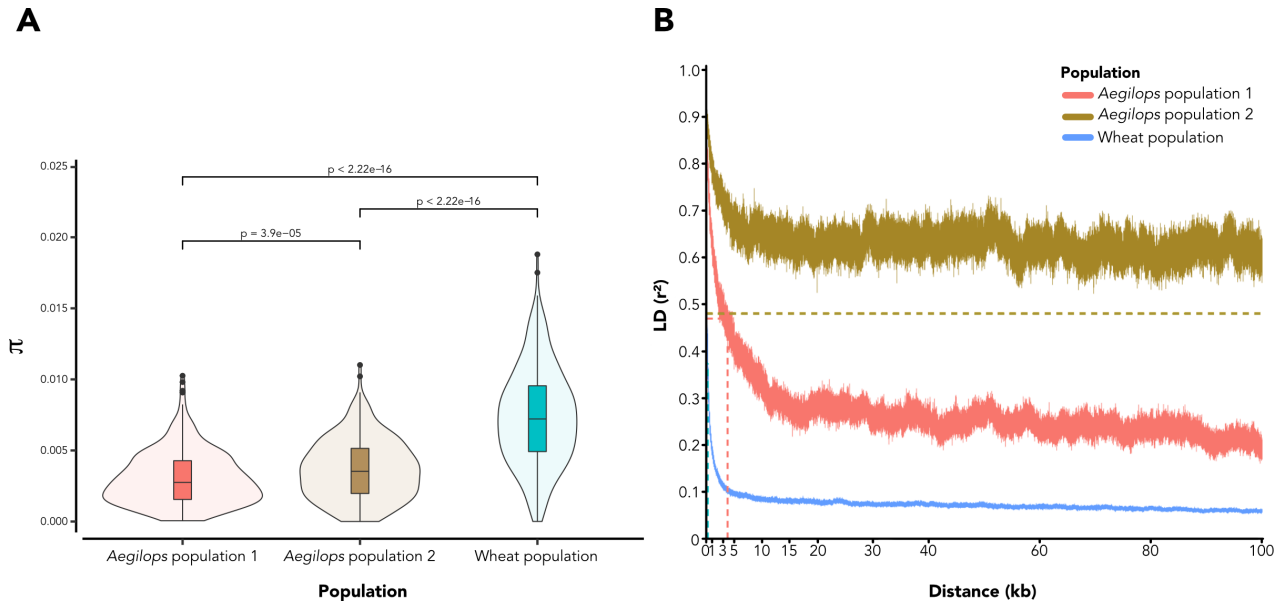 A
π
0.025
0.020
0.015
0.010
0.005
0.000
p < 2.22e−16
p < 2.22e−16
p = 3.9e−05
Aegilops population 1
Aegilops population 2
Wheat population
Population
B
LD (r²)
1.0
0.9
0.8
0.7
0.6
0.5
0.4
0.3
0.2
0.1
0
Population
Aegilops population 1
Aegilops population 2
Wheat population
0 1 3 5 10 15 20 30 40 60 80 100
Distance (kb)